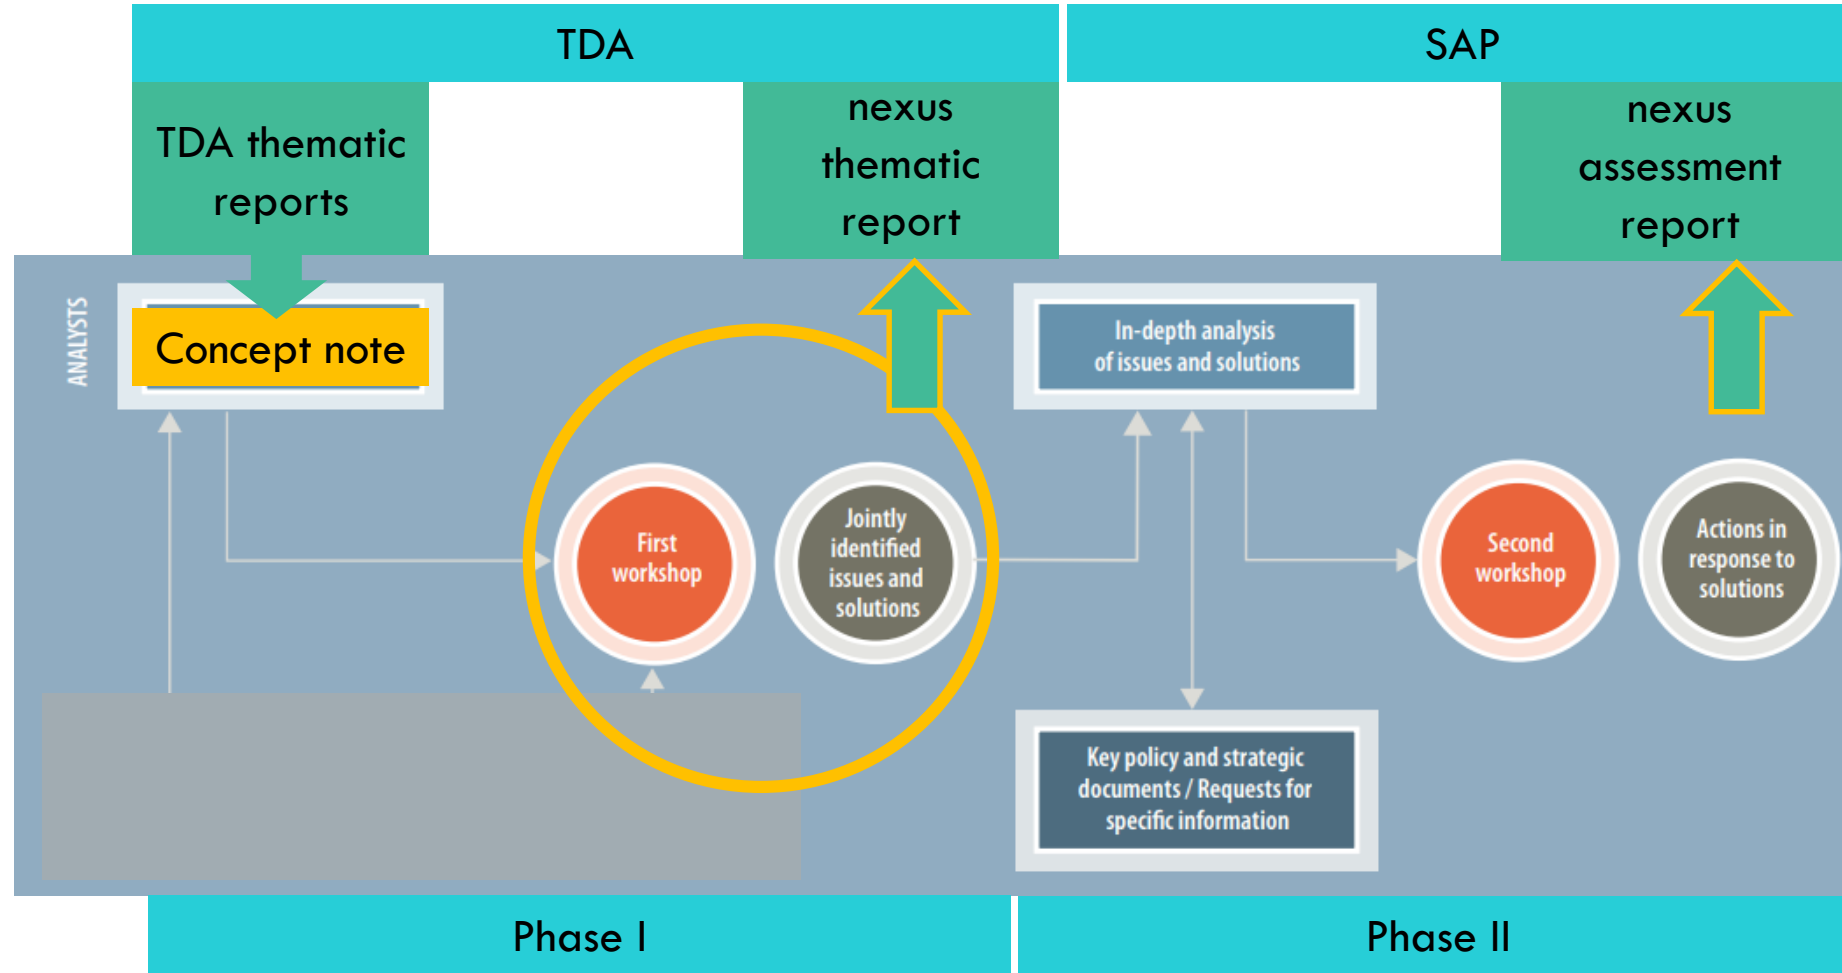 TDA
SAP
TDA thematic
reports
nexus
thematic
report
nexus
assessment
report
ANALYSTS
Concept note
In-depth analysis
of issues and solutions
First
workshop
Jointly
identified
issues and
solutions
Second
workshop
Actions in
response to
solutions
Key policy and strategic
documents / Requests for
specific information
Phase I
Phase II